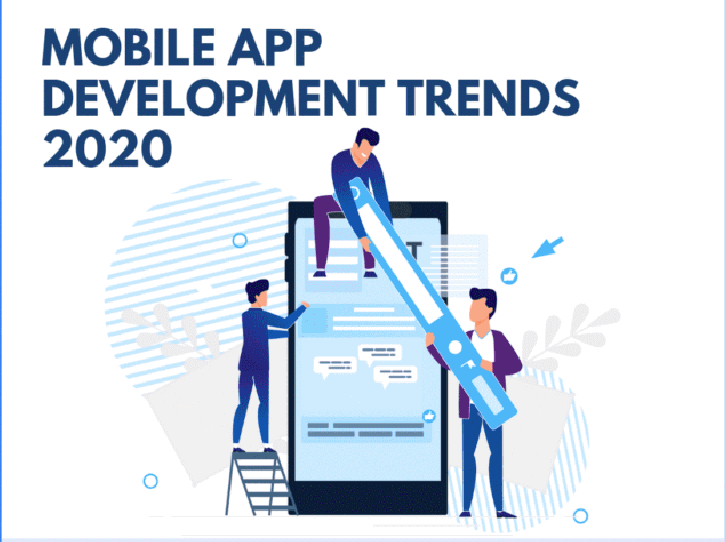 MOBILE APP
DEVELOPMENT TRENDS
2020
T